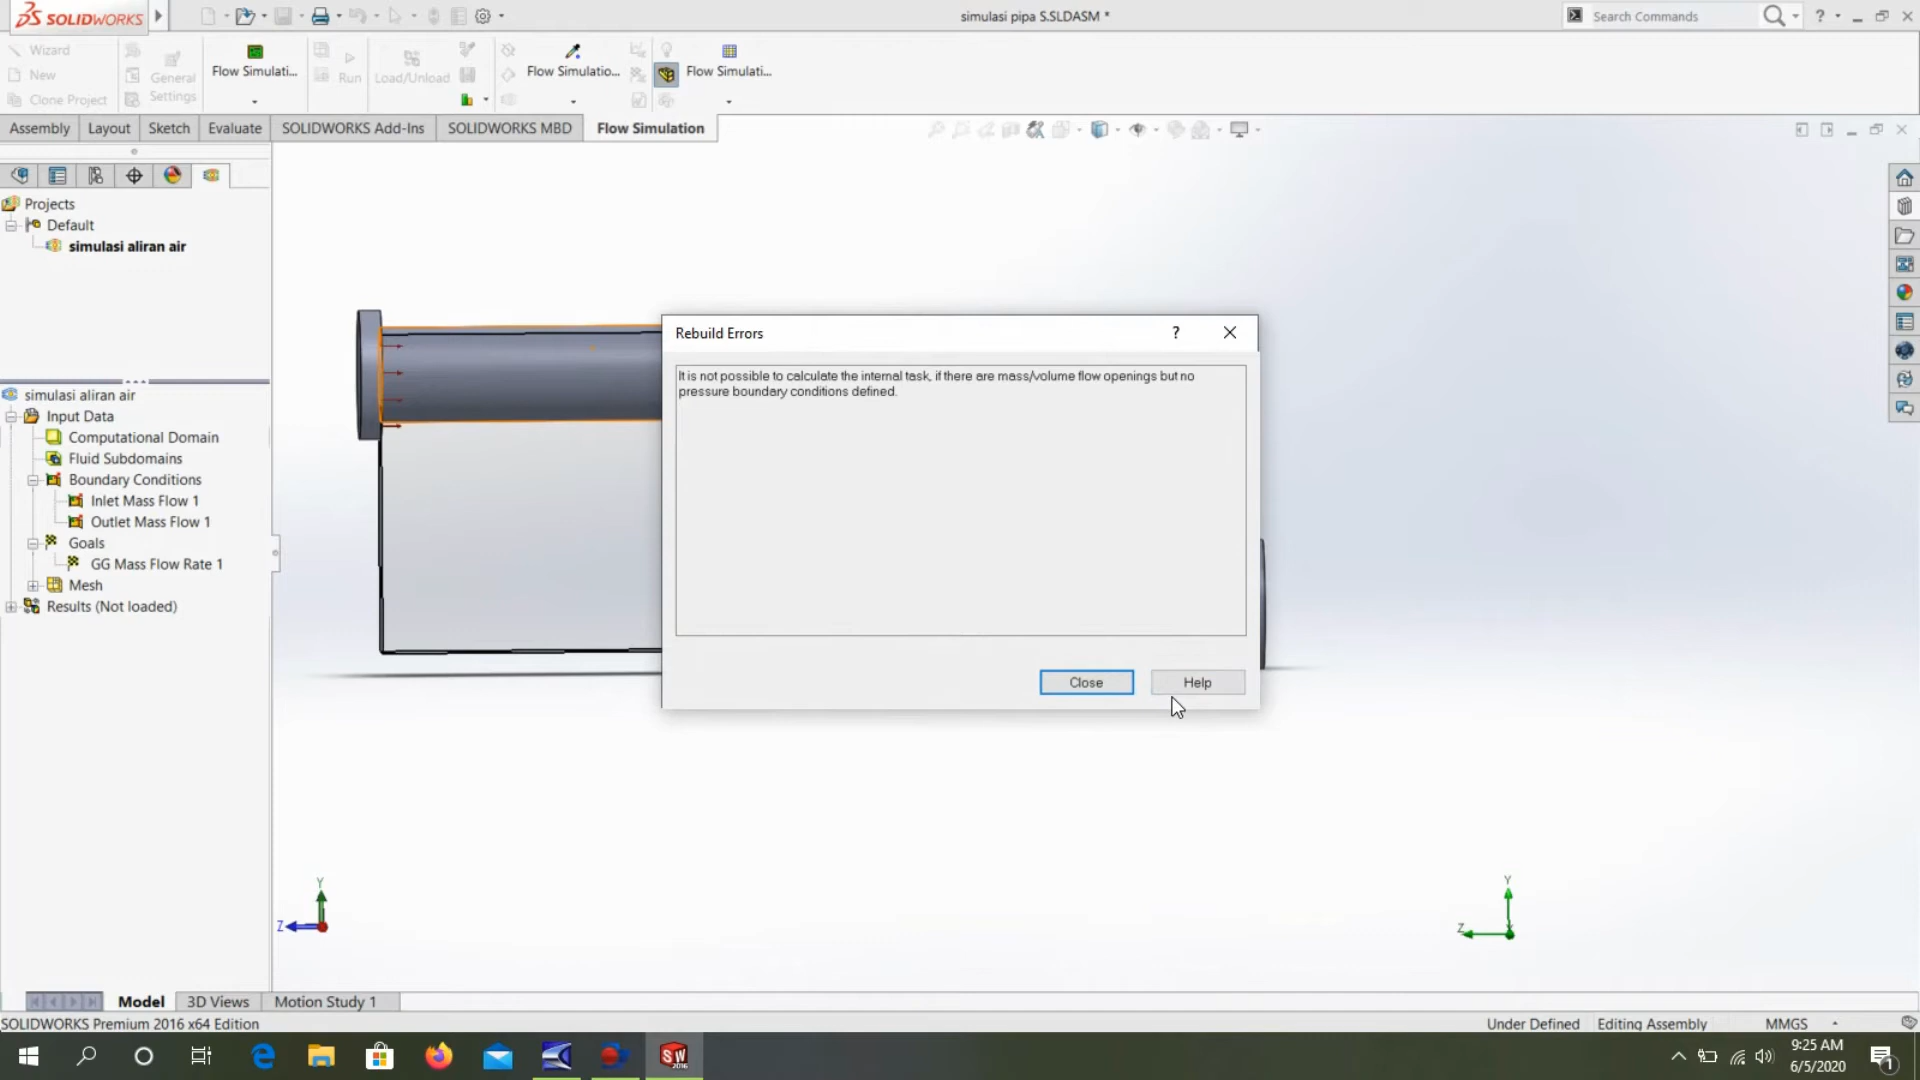 SOLIDWORKS
simulasi pipa S.SLDASM *
Search Commands
Wizard
New
Clone Project
General
Settings
Flow Simulati...
Run
Load/Unload
Flow Simulatio...
Flow Simulati...
Assembly
Layout
Sketch
Evaluate
SOLIDWORKS Add-Ins
SOLIDWORKS MBD
Flow Simulation
Projects
Default
simulasi aliran air
simulasi aliran air
Input Data
Computational Domain
Fluid Subdomains
Boundary Conditions
Inlet Mass Flow 1
Outlet Mass Flow 1
Goals
GG Mass Flow Rate 1
Mesh
Results (Not loaded)
Rebuild Errors
It is not possible to calculate the internal task, if there are mass/volume flow openings but no
pressure boundary conditions defined.
Close
Help
Y
Z
Y
Z
Model
3D Views
Motion Study 1
SOLIDWORKS Premium 2016 x64 Edition
Under Defined
Editing Assembly
MMGS
SW
2016
9:25 AM
6/5/2020
1